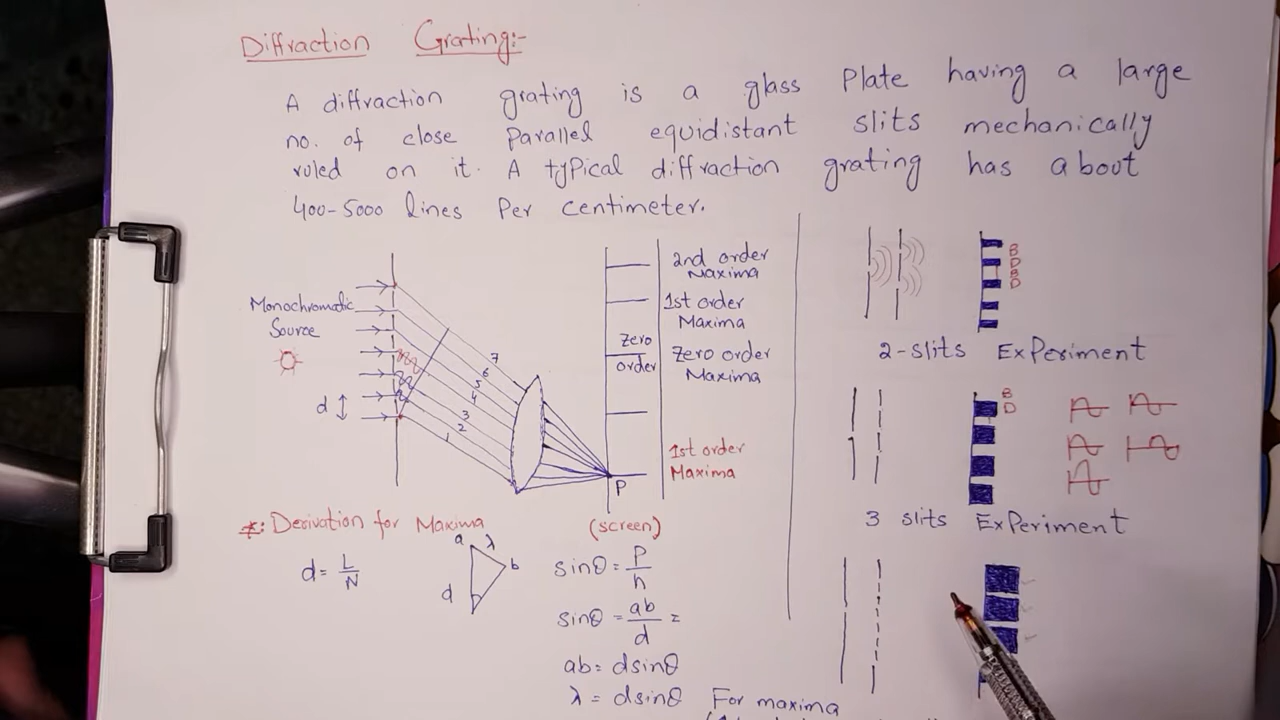 Diffraction Grating:-
A diffraction grating is a glass Plate having a large
no. of close Parallel equidistant slits mechanically
ruled on it. A typical diffraction grating has about
400-5000 lines Per centimeter.
Monochromatic
Source
d
7
6
5
4
3
2
1
2nd order
Maxima
1st order
Maxima
Zero
order
Zero order
Maxima
1st order
Maxima
P
(screen)
B
D
B
D
2-slits ExPeriment
B
D
3 slits ExPeriment
*: Derivation for Maxima
d = L/N
a
λ
b
d
sinθ = P/h
sinθ = ab/d =
ab = dsinθ
λ = dsinθ For maxima